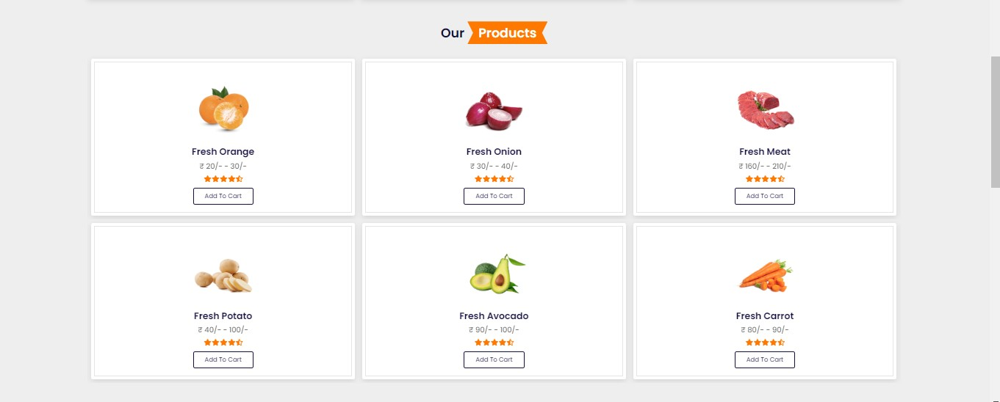 Our Products
Fresh Orange
₹ 20/- - 30/-
Add To Cart
Fresh Onion
₹ 30/- - 40/-
Add To Cart
Fresh Meat
₹ 160/- - 210/-
Add To Cart
Fresh Potato
₹ 40/- - 100/-
Add To Cart
Fresh Avocado
₹ 90/- - 100/-
Add To Cart
Fresh Carrot
₹ 80/- - 90/-
Add To Cart